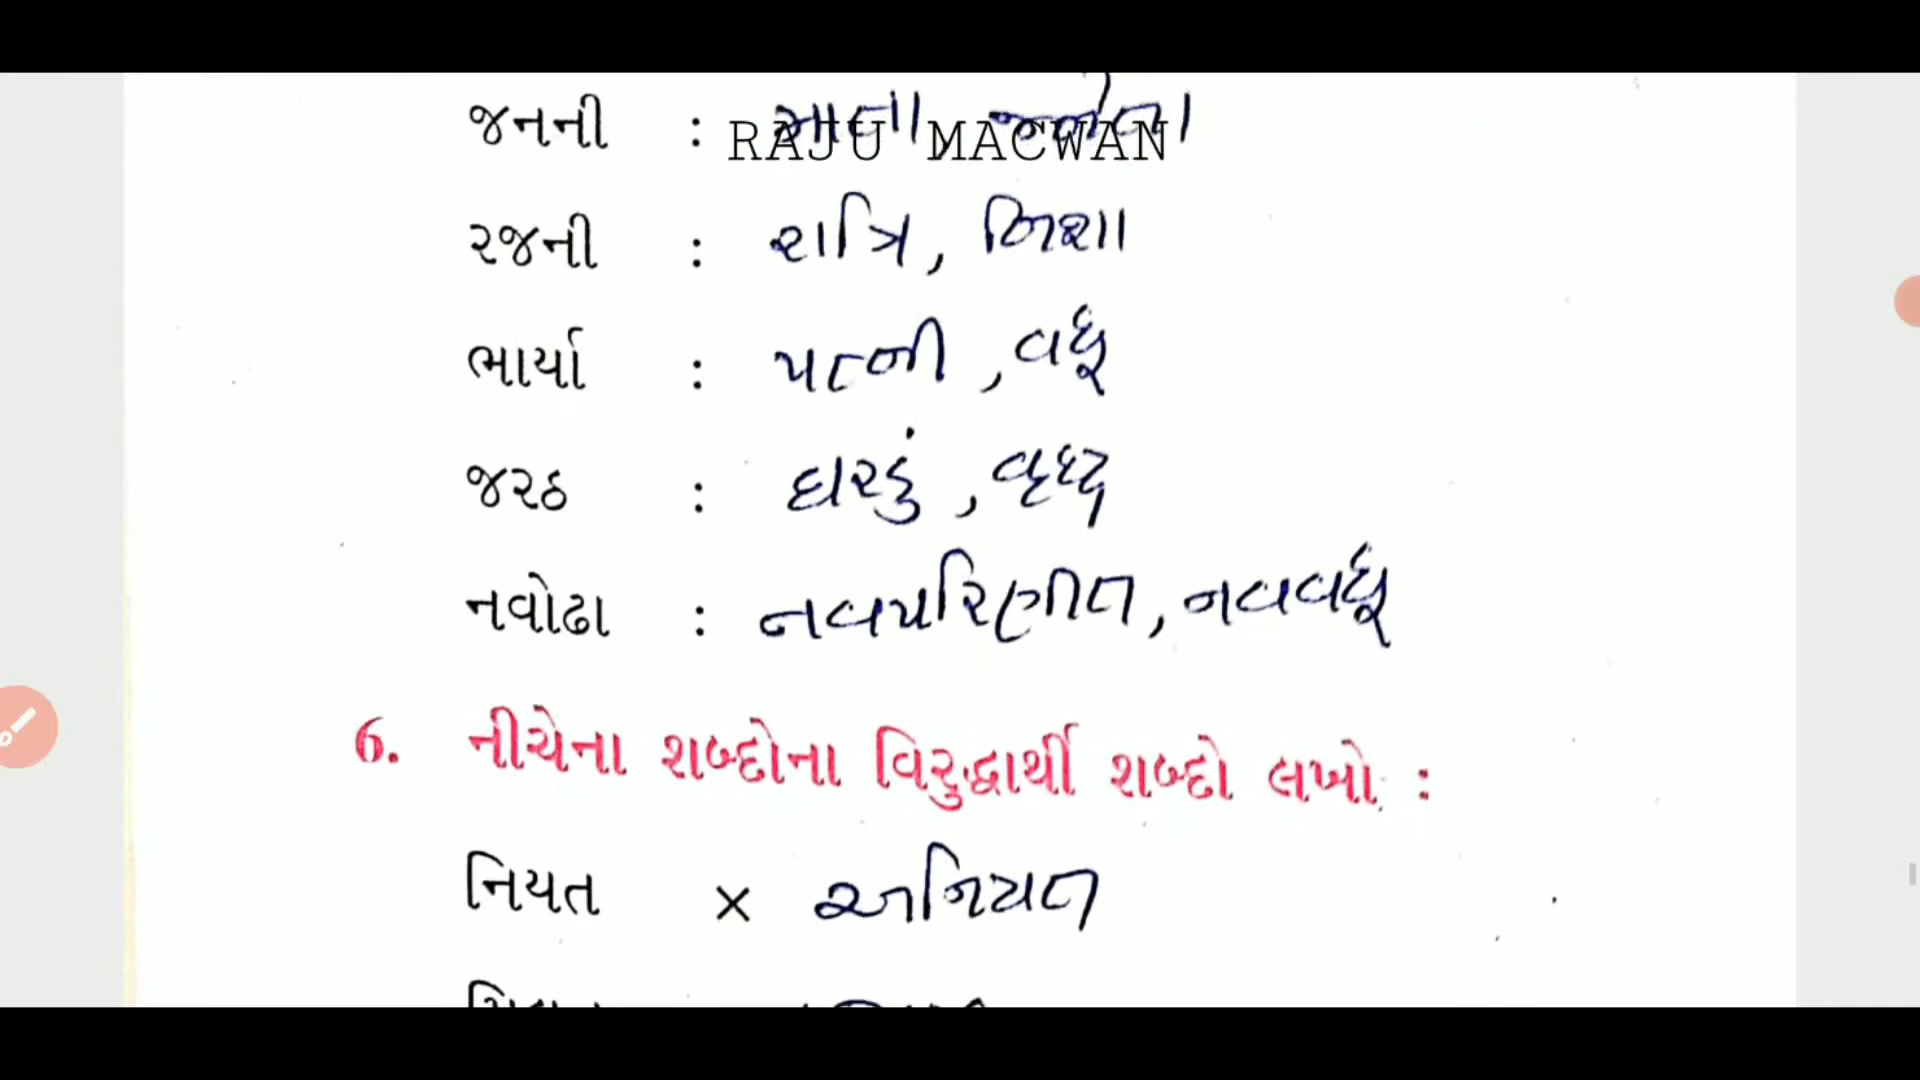 જનની : માતા, જનેતા
RAJU MACWAN
રજની : રાત્રિ, નિશા
ભાર્યા : પત્ની, વધૂ
જરઠ : ઘરડું, વૃદ્ધ
નવોઢા : નવપરિણીત, નવવધૂ
6. નીચેના શબ્દોના વિરુદ્ધાર્થી શબ્દો લખો :
નિયત × અનિયત